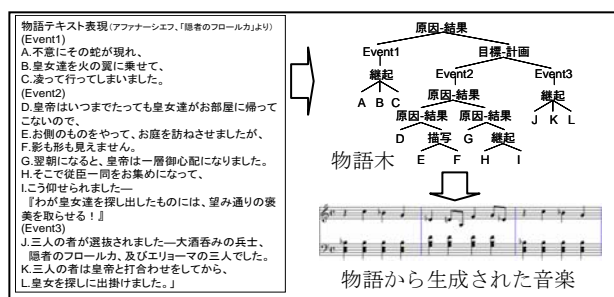 物語テキスト表現(アファナーシエフ、「隠者のフロールカ」より)
(Event1)
A.不意にその蛇が現れ、
B.皇女達を火の翼に乗せて、
C.凌って行ってしまいました。
(Event2)
D.皇帝はいつまでたっても皇女達がお部屋に帰って
こないので、
E.お側のものをやって、お庭を訪ねさせましたが、
F.影も形も見えません。
G.翌朝になると、皇帝は一層御心配になりました。
H.そこで従臣一同をお集めになって、
I.こう仰せられました―
『わが皇女達を探し出したものには、望み通りの褒
美を取らせる!』
(Event3)
J.三人の者が選抜されました―大酒呑みの兵士、
隠者のフロールカ、及びエリョーマの三人でした。
K.三人の者は皇帝と打合わせをしてから、
L.皇女を探しに出掛けました。」
原因-結果
Event1 目標-計画
継起 Event2 Event3
A B C 原因-結果 継起
原因-結果 原因-結果 J K L
D 描写 G 継起
E F H I
物語木
物語から生成された音楽